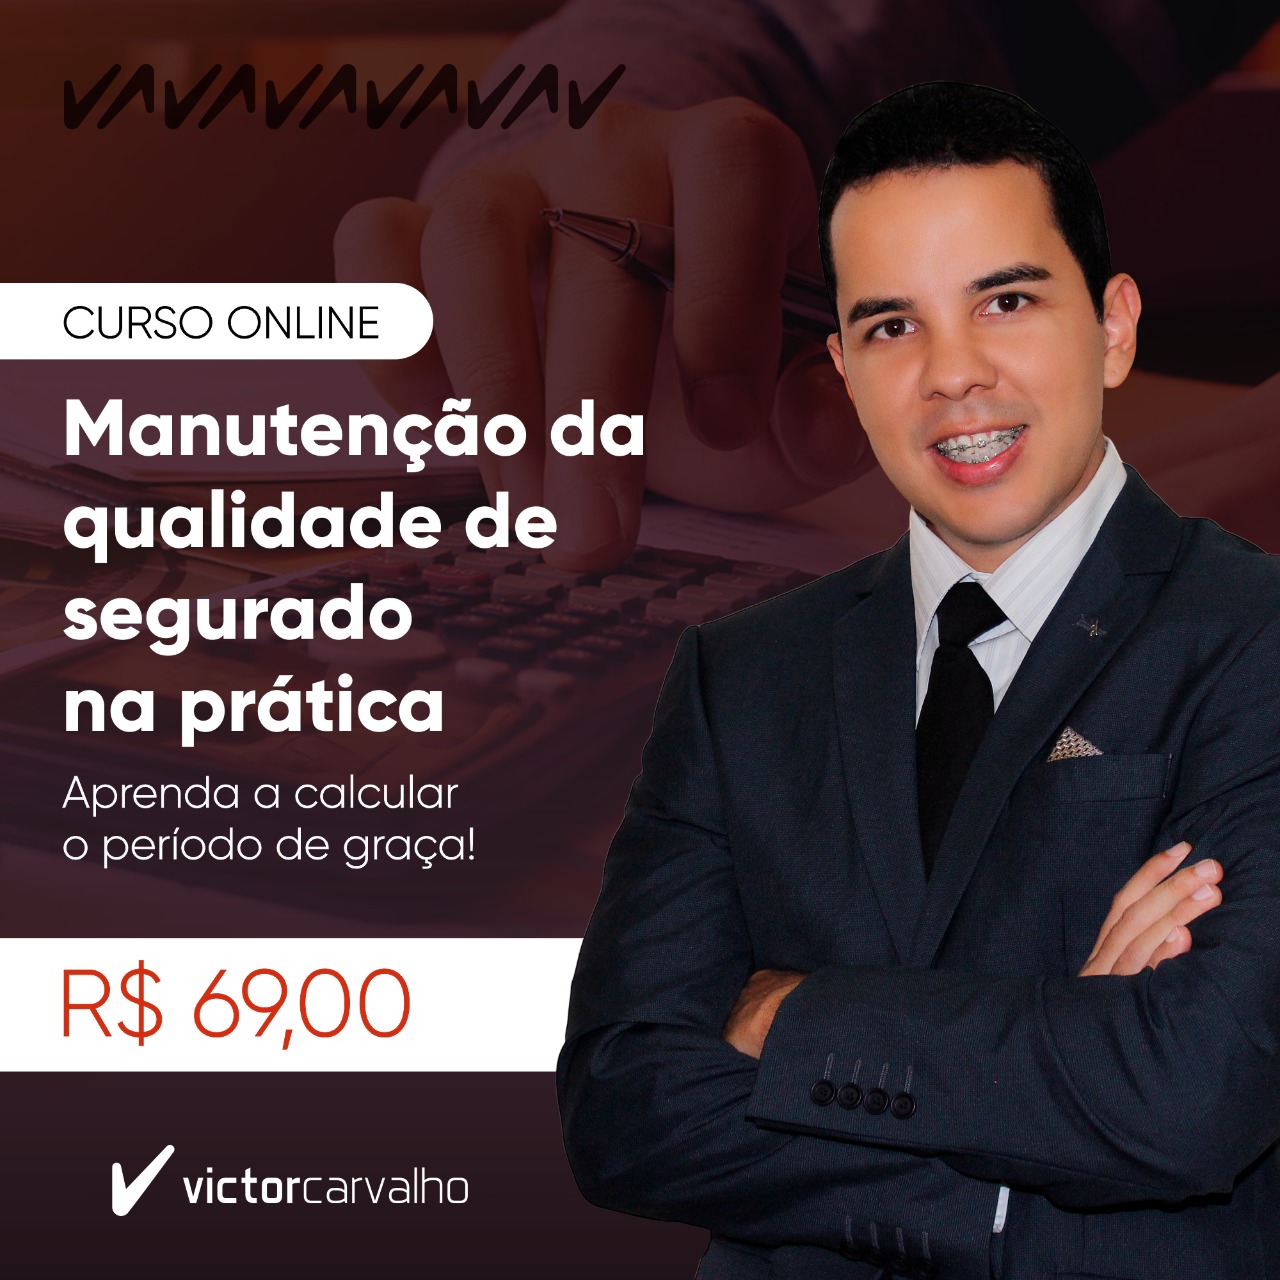 CURSO ONLINE
Manutenção da
qualidade de
segurado
na prática
Aprenda a calcular
o período de graça!
R$ 69,00
victorcarvalho